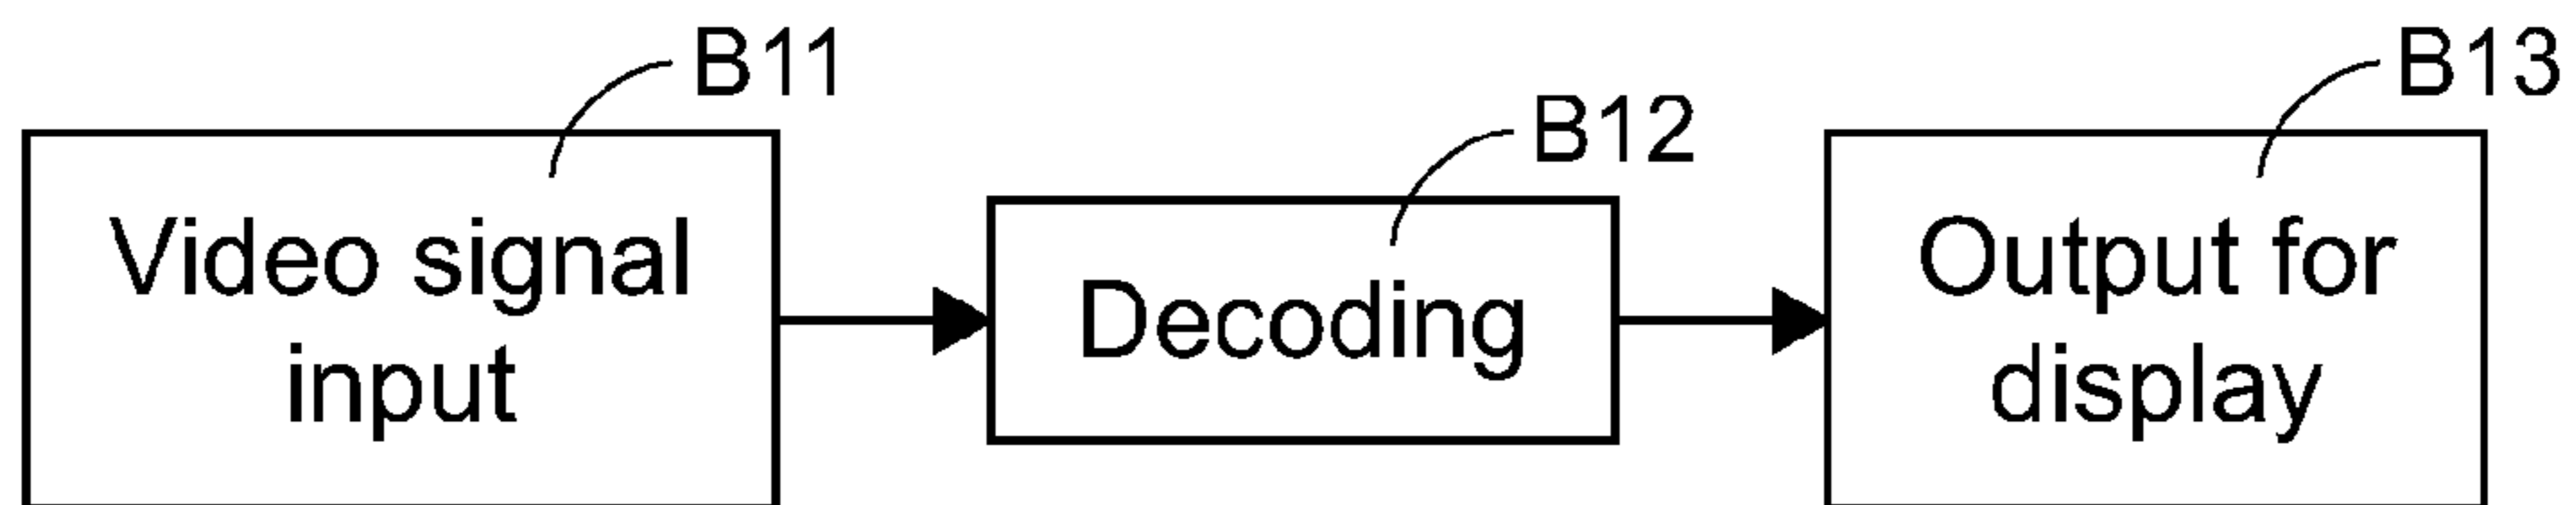 B11
Video signal
input
B12
Decoding
B13
Output for
display